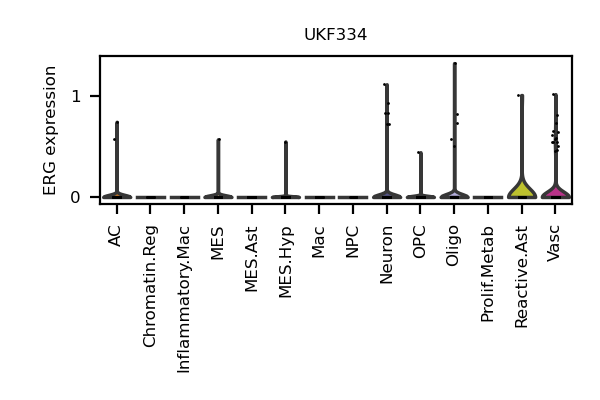 UKF334
ERG expression
1
0
AC
Chromatin.Reg
Inflammatory.Mac
MES
MES.Ast
MES.Hyp
Mac
NPC
Neuron
OPC
Oligo
Prolif.Metab
Reactive.Ast
Vasc